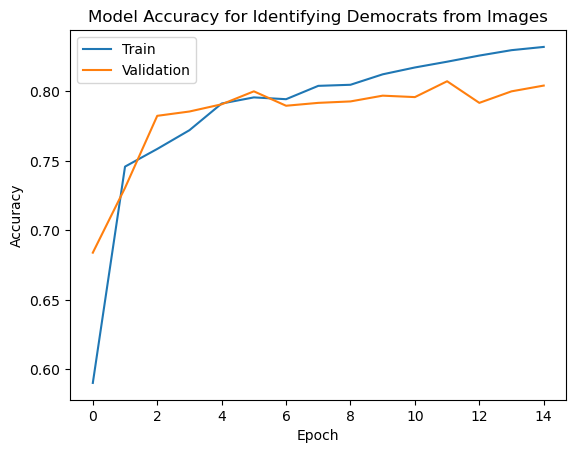 Model Accuracy for Identifying Democrats from Images
Train
Validation
0.80
0.75
0.70
0.65
0.60
Accuracy
0 2 4 6 8 10 12 14
Epoch